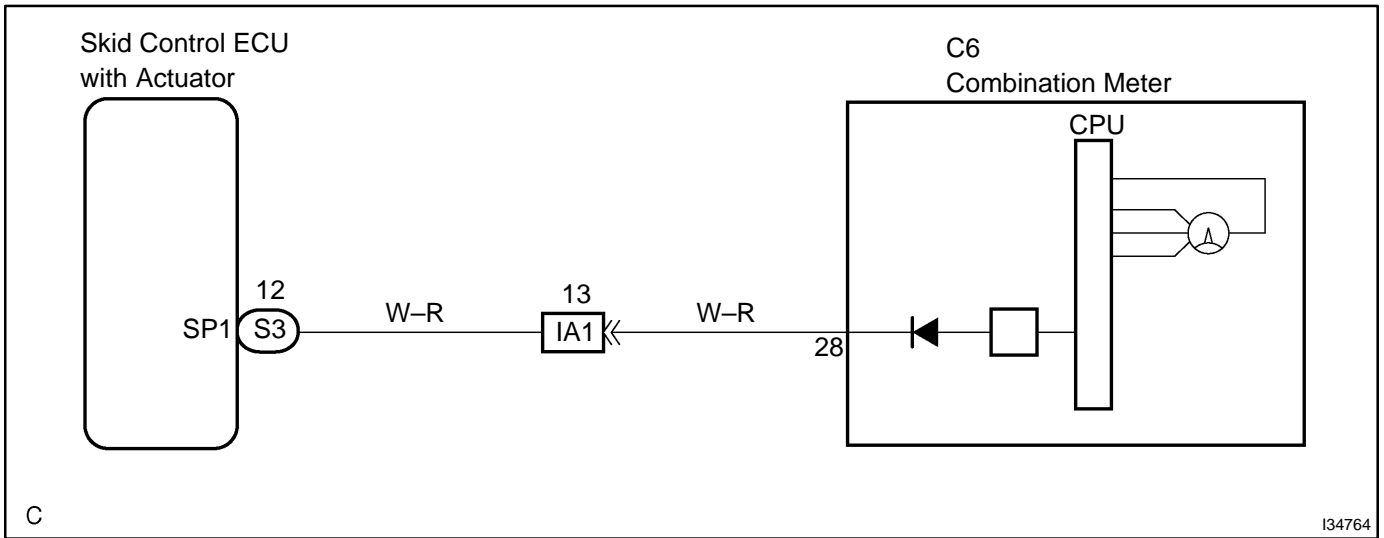 Skid Control ECU
with Actuator
C6
Combination Meter
CPU
12
13
SP1
S3
W–R
IA1
W–R
28
C
I34764